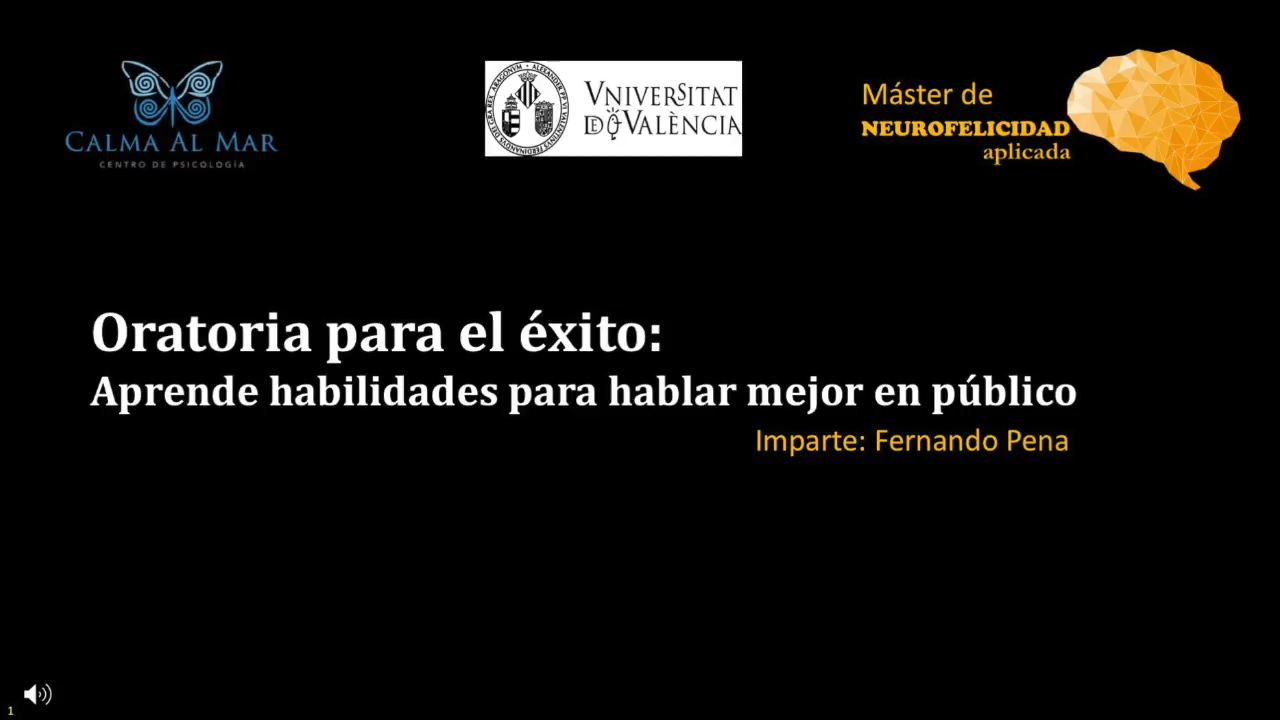 CALMA AL MAR
CENTRO DE PSICOLOGÍA
VNIVERSITAT
DE VALÈNCIA
Máster de
NEUROFELICIDAD
aplicada
Oratoria para el éxito:
Aprende habilidades para hablar mejor en público
Imparte: Fernando Pena
1